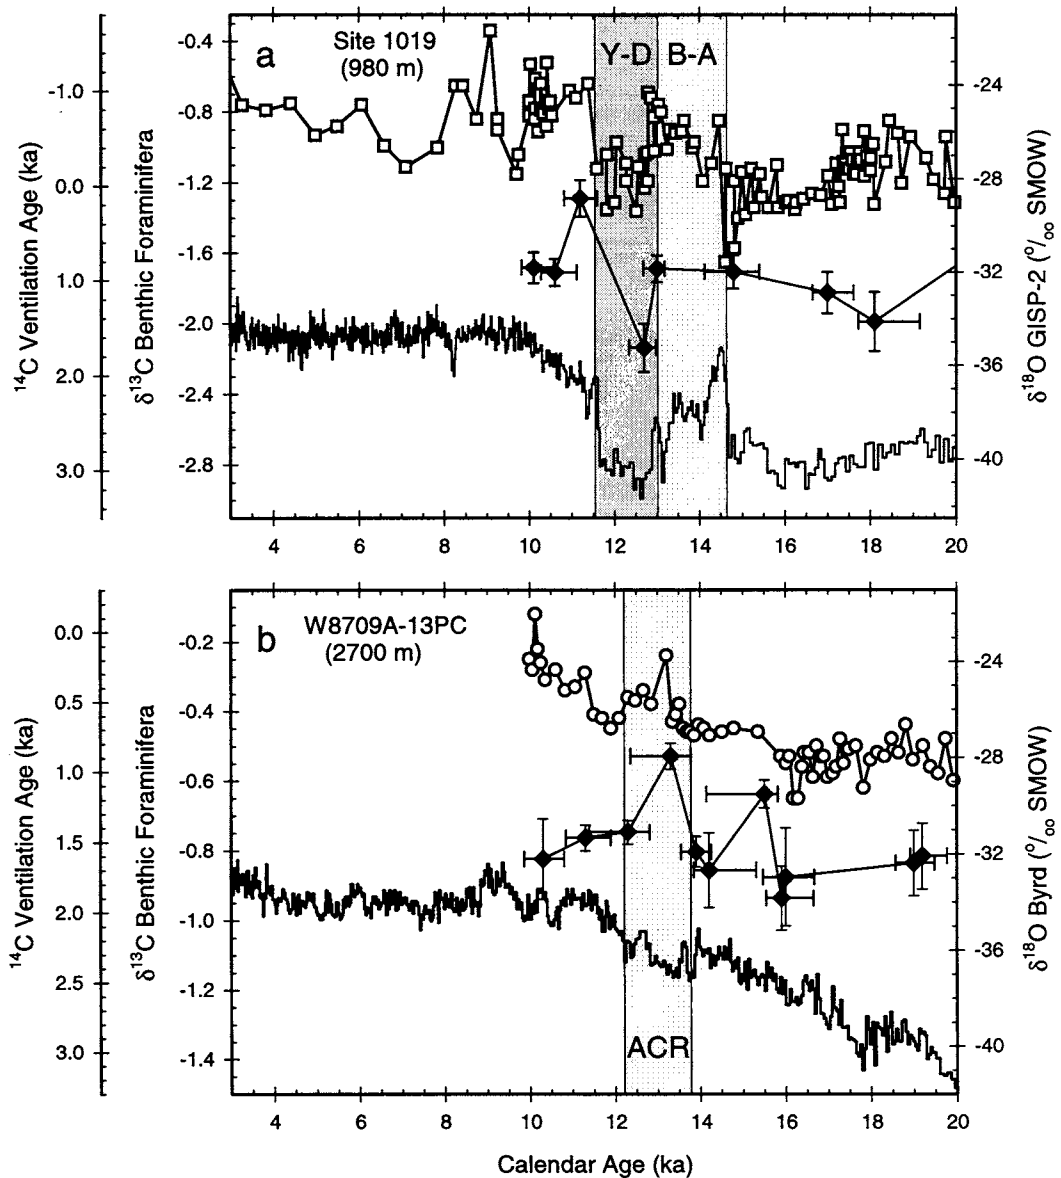 a
Site 1019
(980 m)
Y-D
B-A
-1.0
0.0
1.0
2.0
3.0
¹⁴C Ventilation Age (ka)
-0.4
-0.8
-1.2
-1.6
-2.0
-2.4
-2.8
δ¹³C Benthic Foraminifera
-24
-28
-32
-36
-40
δ¹⁸O GISP-2 (⁰/₀₀ SMOW)
4 6 8 10 12 14 16 18 20
b
W8709A-13PC
(2700 m)
ACR
0.0
0.5
1.0
1.5
2.0
2.5
3.0
¹⁴C Ventilation Age (ka)
-0.2
-0.4
-0.6
-0.8
-1.0
-1.2
-1.4
δ¹³C Benthic Foraminifera
-24
-28
-32
-36
-40
δ¹⁸O Byrd (⁰/₀₀ SMOW)
4 6 8 10 12 14 16 18 20
Calendar Age (ka)